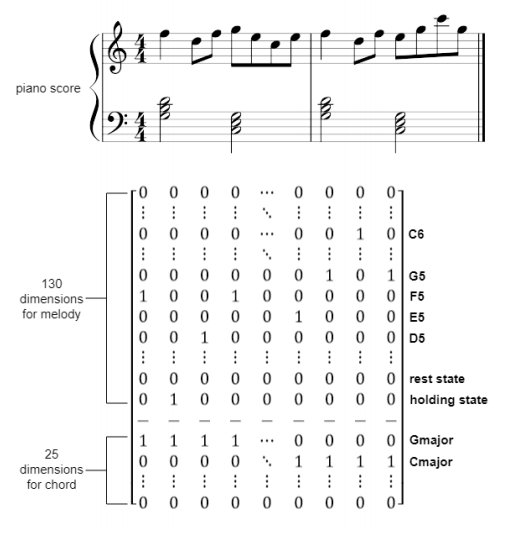 4 4
piano score
4 4
0 0 0 0 ⋯ 0 0 0 0
⋮ ⋮ ⋮ ⋮ ⋱ ⋮ ⋮ ⋮ ⋮
0 0 0 0 ⋯ 0 0 1 0 C6
⋮ ⋮ ⋮ ⋮ ⋱ ⋮ ⋮ ⋮ ⋮
0 0 0 0 0 0 1 0 1 G5
130
dimensions
for melody
1 0 0 1 0 0 0 0 0 F5
0 0 0 0 0 1 0 0 0 E5
0 0 1 0 0 0 0 0 0 D5
⋮ ⋮ ⋮ ⋮ ⋮ ⋮ ⋮ ⋮ ⋮
0 0 0 0 0 0 0 0 0 rest state
0 1 0 0 0 0 0 0 0 holding state
— — — — — — — — —
1 1 1 1 ⋯ 0 0 0 0 Gmajor
25
dimensions
for chord
0 0 0 0 ⋱ 1 1 1 1 Cmajor
⋮ ⋮ ⋮ ⋮ ⋮ ⋮ ⋮ ⋮ ⋮
0 0 0 0 0 0 0 0 0